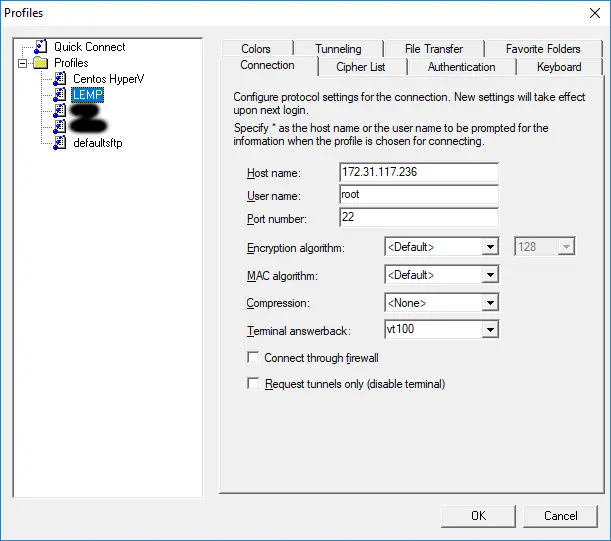 Profiles
Quick Connect
Profiles
Centos HyperV
LEMP
defaultsftp
Colors
Tunneling
File Transfer
Favorite Folders
Connection
Cipher List
Authentication
Keyboard
Configure protocol settings for the connection. New settings will take effect
upon next login.
Specify * as the host name or the user name to be prompted for the
information when the profile is chosen for connecting.
Host name: 172.31.117.236
User name: root
Port number: 22
Encryption algorithm: <Default> 128
MAC algorithm: <Default>
Compression: <None>
Terminal answerback: vt100
Connect through firewall
Request tunnels only (disable terminal)
OK
Cancel